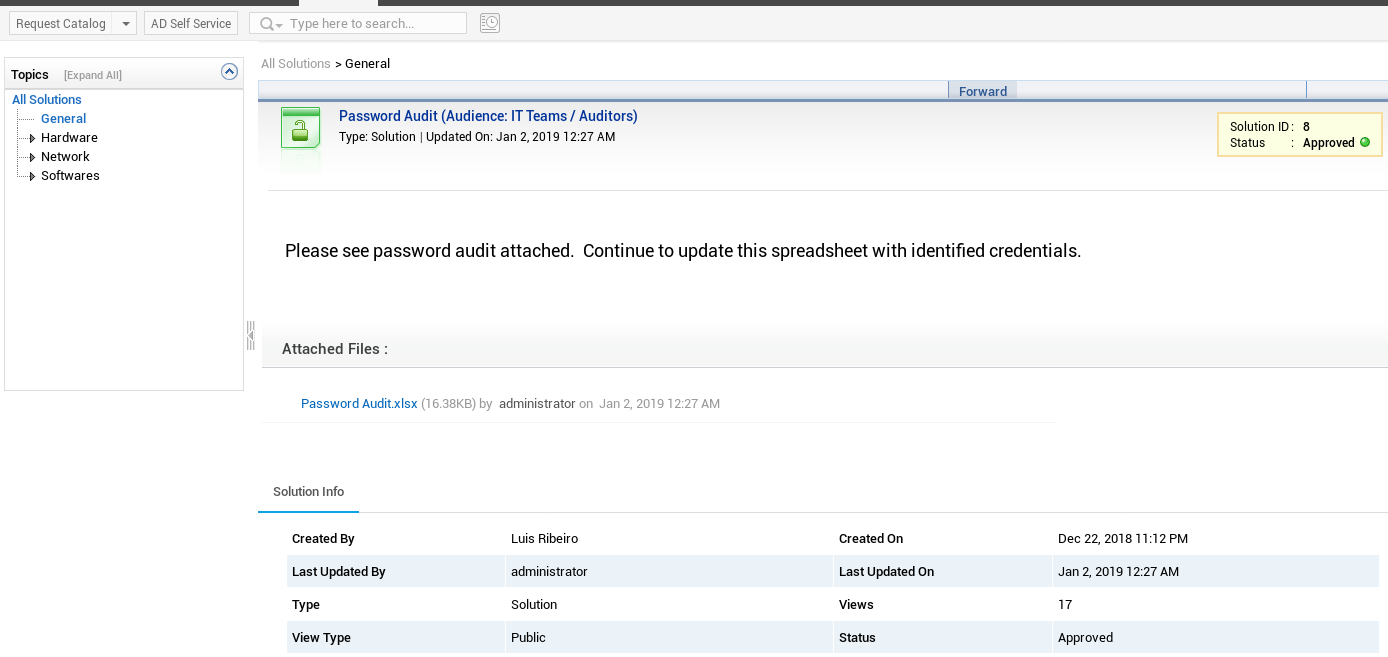 Request Catalog AD Self Service Type here to search...
Topics [Expand All]
All Solutions
General
Hardware
Network
Softwares
All Solutions > General
Forward
Password Audit (Audience: IT Teams / Auditors)
Type: Solution | Updated On: Jan 2, 2019 12:27 AM
Solution ID : 8
Status : Approved
Please see password audit attached.  Continue to update this spreadsheet with identified credentials.
Attached Files :
Password Audit.xlsx (16.38KB) by administrator on Jan 2, 2019 12:27 AM
Solution Info
Created By Luis Ribeiro Created On Dec 22, 2018 11:12 PM
Last Updated By administrator Last Updated On Jan 2, 2019 12:27 AM
Type Solution Views 17
View Type Public Status Approved